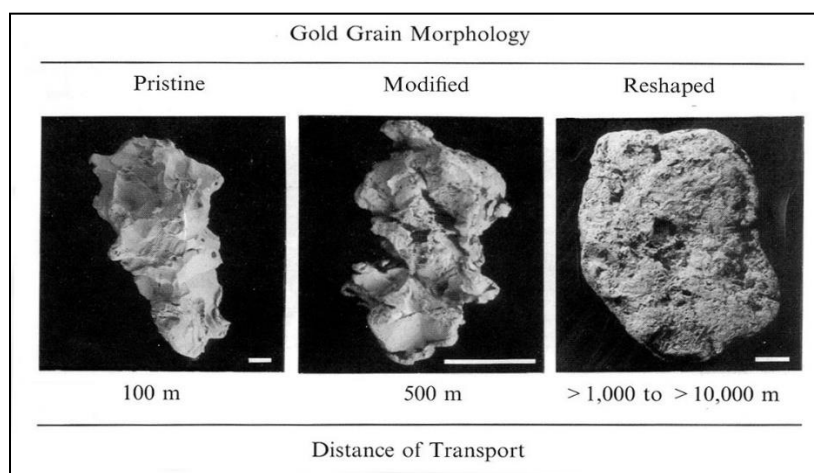 Gold Grain Morphology
Pristine Modified Reshaped
100 m 500 m > 1,000 to > 10,000 m
Distance of Transport